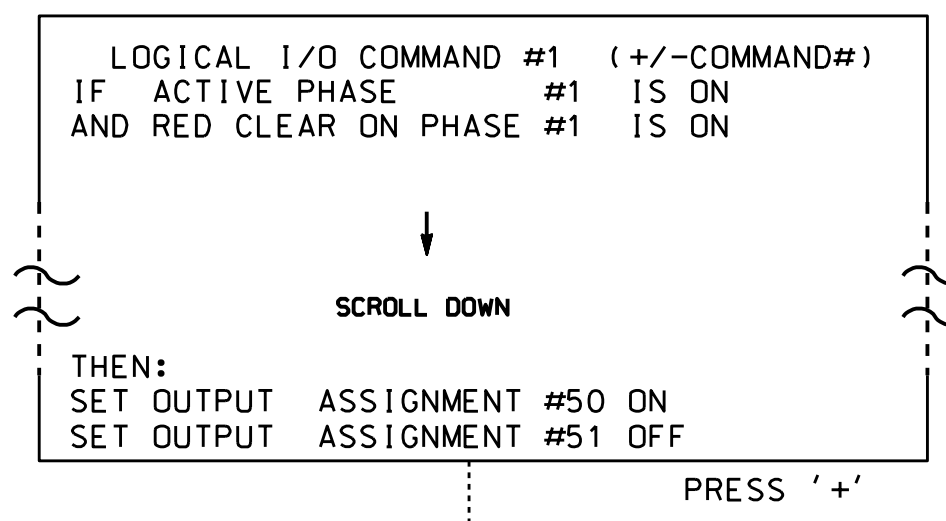 LOGICAL I/O COMMAND #1 (+/-COMMAND#)
IF ACTIVE PHASE #1 IS ON
AND RED CLEAR ON PHASE #1 IS ON
SCROLL DOWN
THEN:
SET OUTPUT ASSIGNMENT #50 ON
SET OUTPUT ASSIGNMENT #51 OFF
PRESS '+'